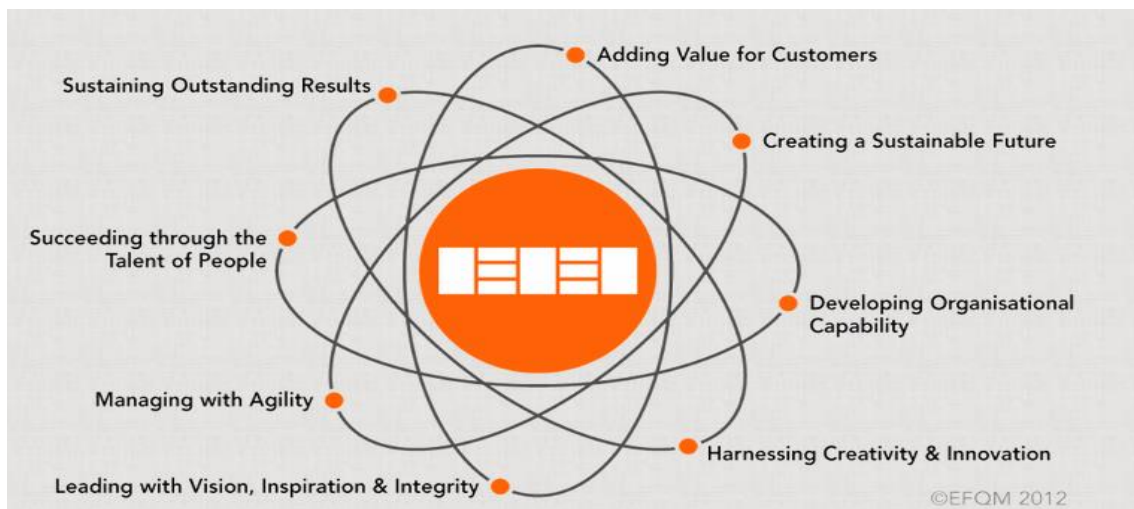 Adding Value for Customers
Sustaining Outstanding Results
Creating a Sustainable Future
Succeeding through the
Talent of People
Developing Organisational
Capability
Managing with Agility
Harnessing Creativity & Innovation
Leading with Vision, Inspiration & Integrity
©EFQM 2012